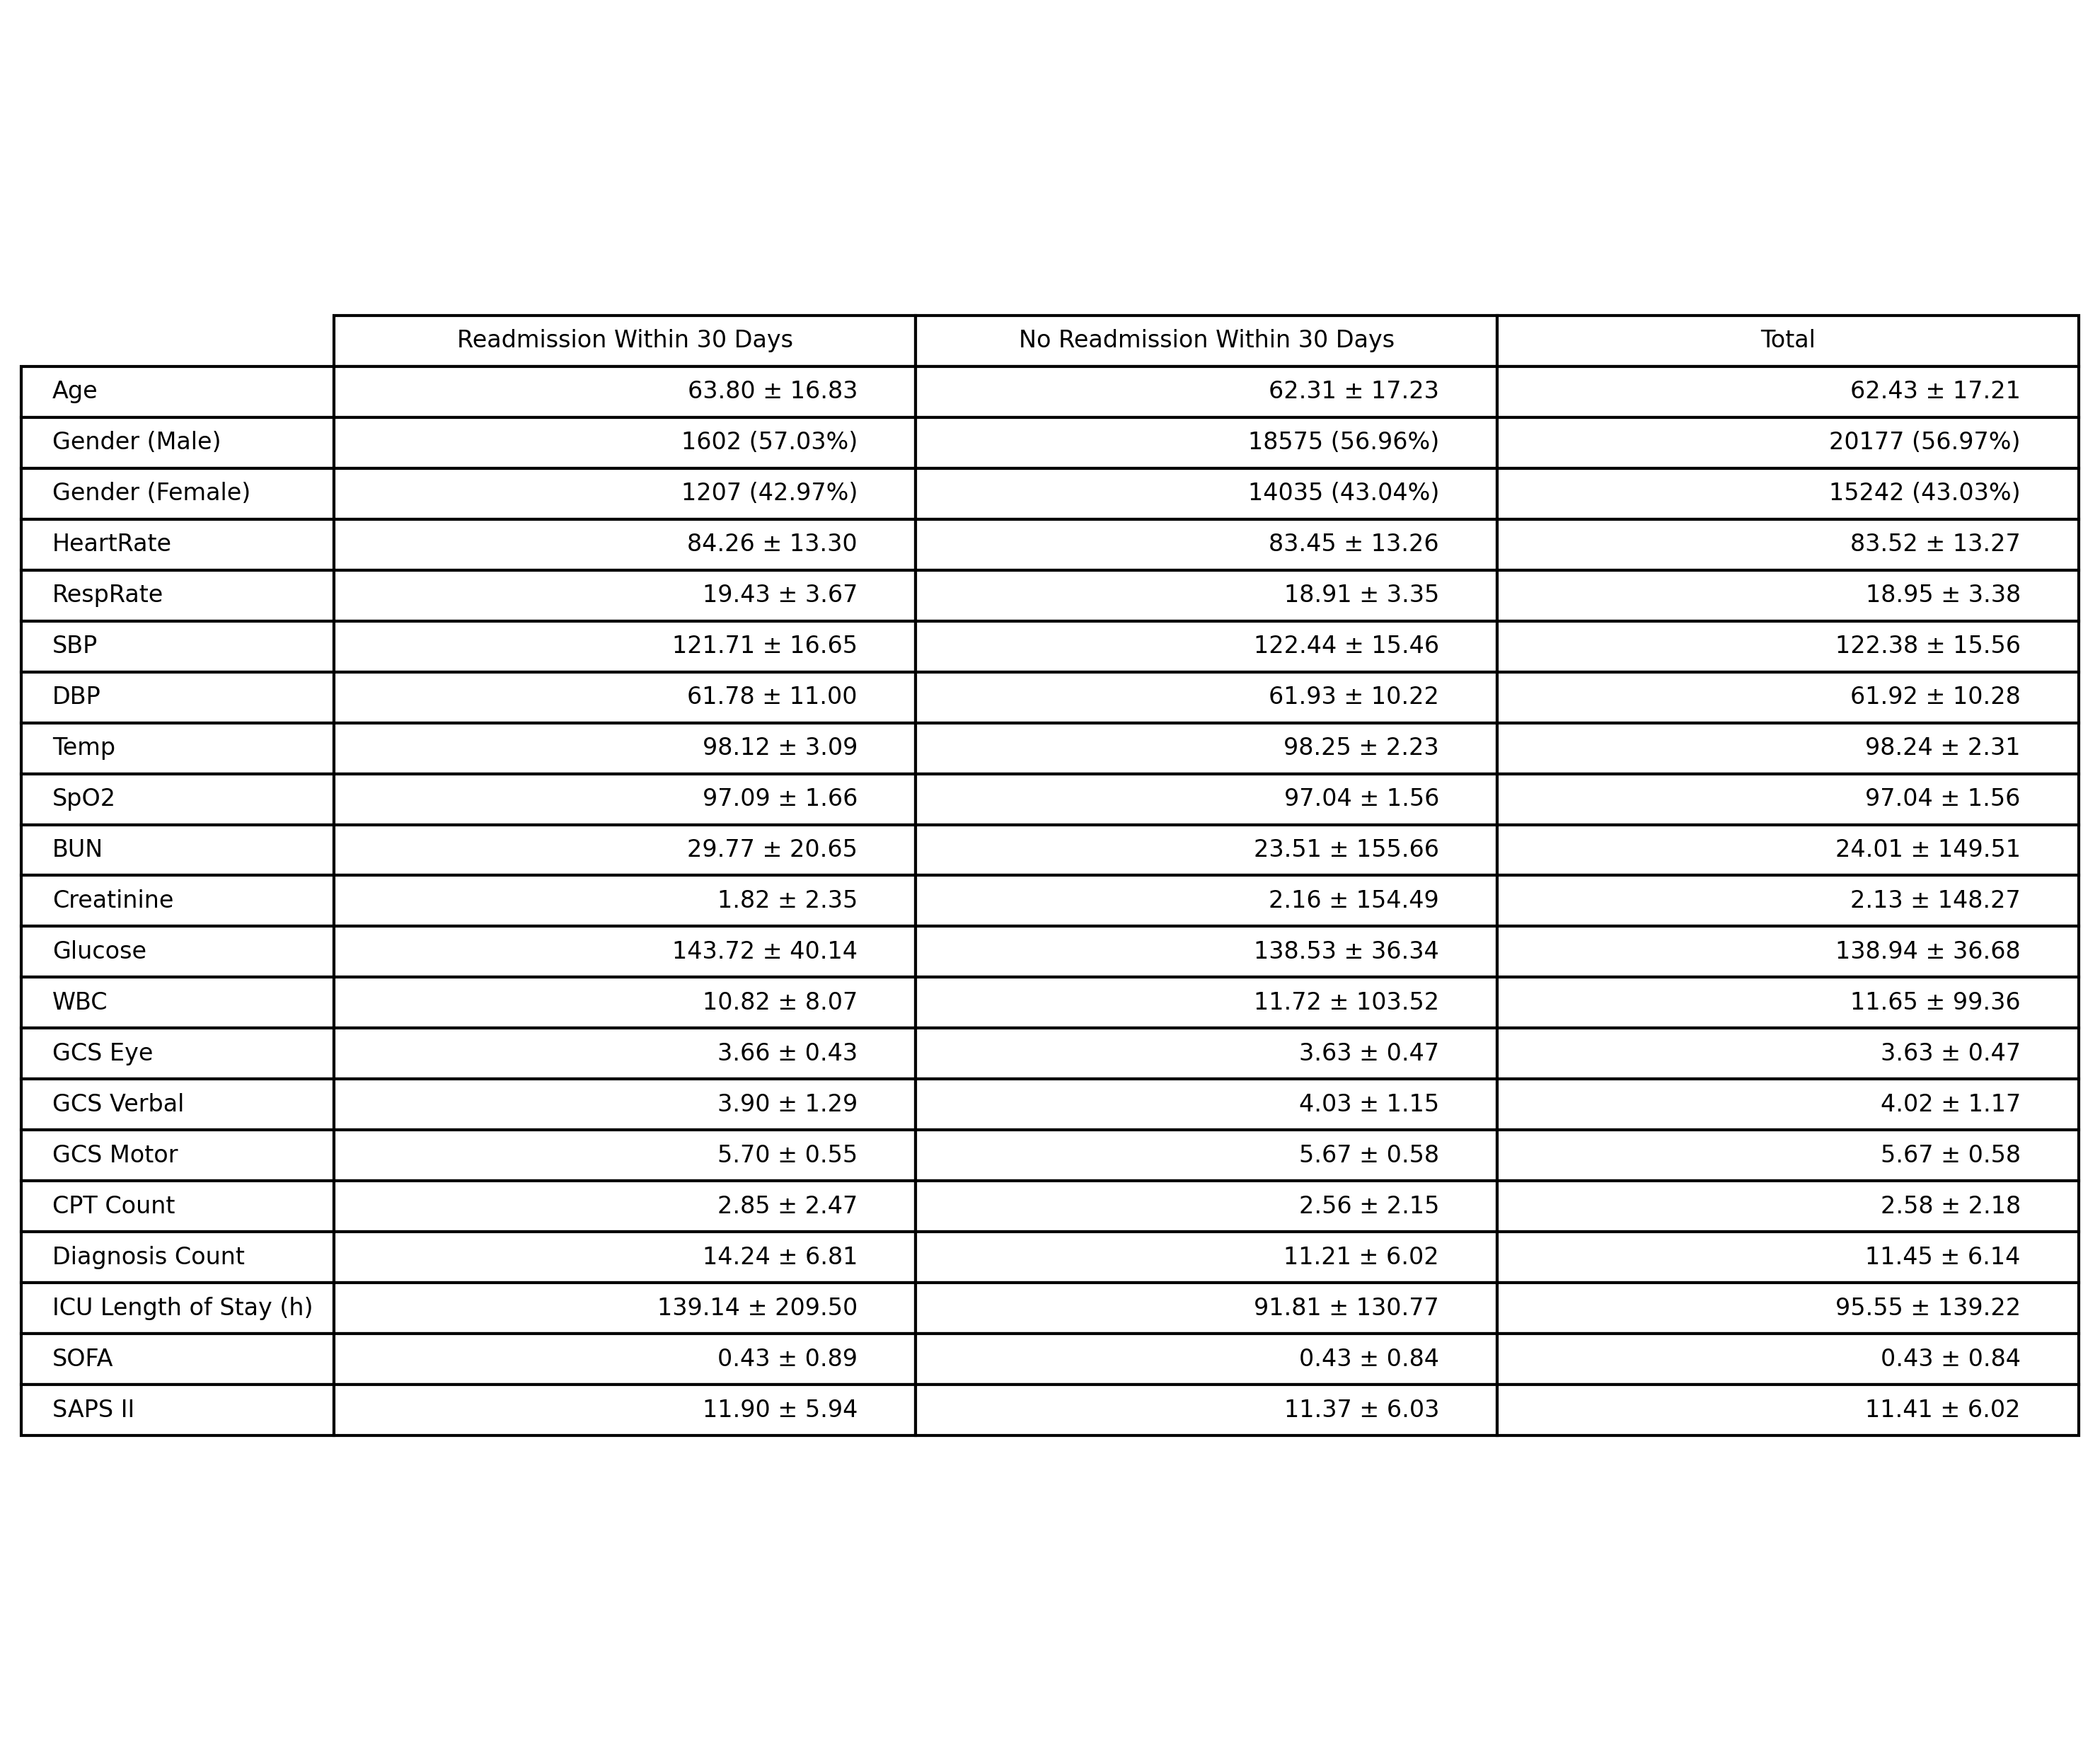 Readmission Within 30 Days No Readmission Within 30 Days Total
Age 63.80 ± 16.83 62.31 ± 17.23 62.43 ± 17.21
Gender (Male) 1602 (57.03%) 18575 (56.96%) 20177 (56.97%)
Gender (Female) 1207 (42.97%) 14035 (43.04%) 15242 (43.03%)
HeartRate 84.26 ± 13.30 83.45 ± 13.26 83.52 ± 13.27
RespRate 19.43 ± 3.67 18.91 ± 3.35 18.95 ± 3.38
SBP 121.71 ± 16.65 122.44 ± 15.46 122.38 ± 15.56
DBP 61.78 ± 11.00 61.93 ± 10.22 61.92 ± 10.28
Temp 98.12 ± 3.09 98.25 ± 2.23 98.24 ± 2.31
SpO2 97.09 ± 1.66 97.04 ± 1.56 97.04 ± 1.56
BUN 29.77 ± 20.65 23.51 ± 155.66 24.01 ± 149.51
Creatinine 1.82 ± 2.35 2.16 ± 154.49 2.13 ± 148.27
Glucose 143.72 ± 40.14 138.53 ± 36.34 138.94 ± 36.68
WBC 10.82 ± 8.07 11.72 ± 103.52 11.65 ± 99.36
GCS Eye 3.66 ± 0.43 3.63 ± 0.47 3.63 ± 0.47
GCS Verbal 3.90 ± 1.29 4.03 ± 1.15 4.02 ± 1.17
GCS Motor 5.70 ± 0.55 5.67 ± 0.58 5.67 ± 0.58
CPT Count 2.85 ± 2.47 2.56 ± 2.15 2.58 ± 2.18
Diagnosis Count 14.24 ± 6.81 11.21 ± 6.02 11.45 ± 6.14
ICU Length of Stay (h) 139.14 ± 209.50 91.81 ± 130.77 95.55 ± 139.22
SOFA 0.43 ± 0.89 0.43 ± 0.84 0.43 ± 0.84
SAPS II 11.90 ± 5.94 11.37 ± 6.03 11.41 ± 6.02